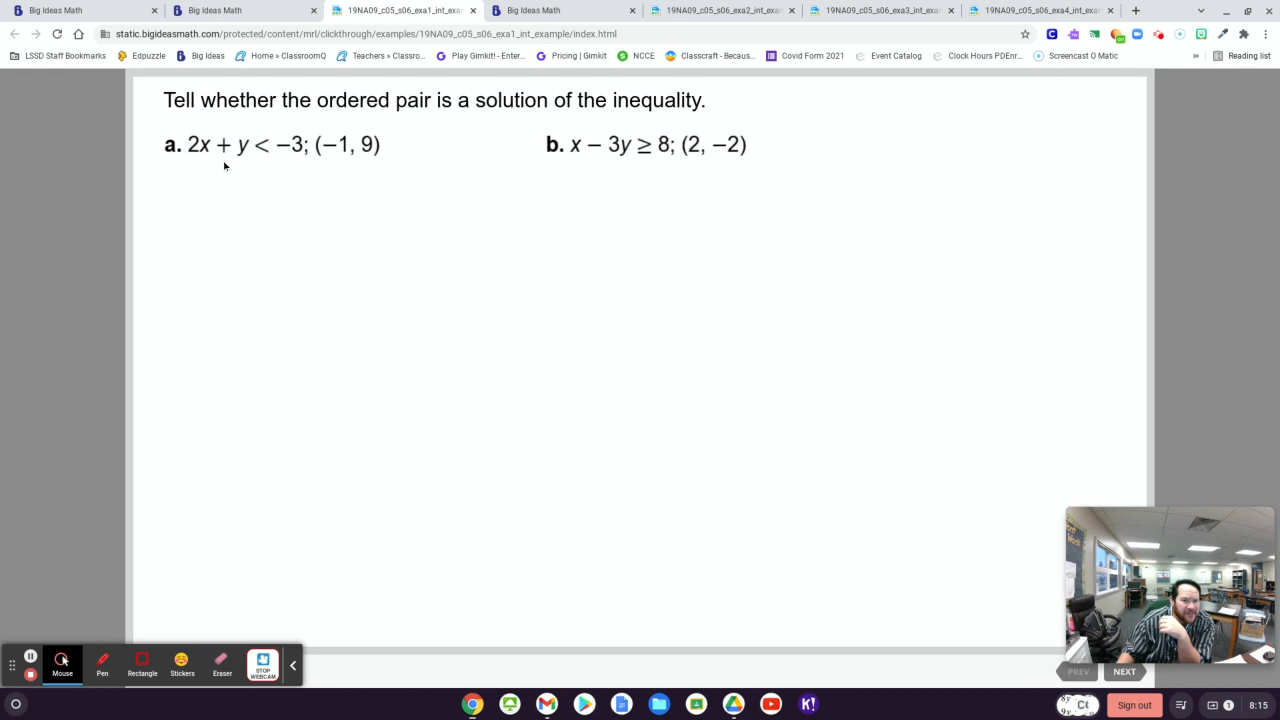 Big Ideas Math
Big Ideas Math
19NA09_c05_s06_exa1_int_exa
Big Ideas Math
19NA09_c05_s06_exa2_int_exa
19NA09_c05_s06_exa3_int_exa
19NA09_c05_s06_exa4_int_exa
static.bigideasmath.com/protected/content/mrl/clickthrough/examples/19NA09_c05_s06_exa1_int_example/index.html
LSSD Staff Bookmarks
Edpuzzle
Big Ideas
Home » ClassroomQ
Teachers » Classro...
Play Gimkit! - Enter...
Pricing | Gimkit
NCCE
Classcraft - Becaus...
Covid Form 2021
Event Catalog
Clock Hours PDEnr...
Screencast O Matic
»
Reading list
Tell whether the ordered pair is a solution of the inequality.
a. 2x + y < −3; (−1, 9)
b. x − 3y ≥ 8; (2, −2)
Mouse
Pen
Rectangle
Stickers
Eraser
STOP
WEBCAM
PREV
NEXT
K!
Sign out
1
8:15